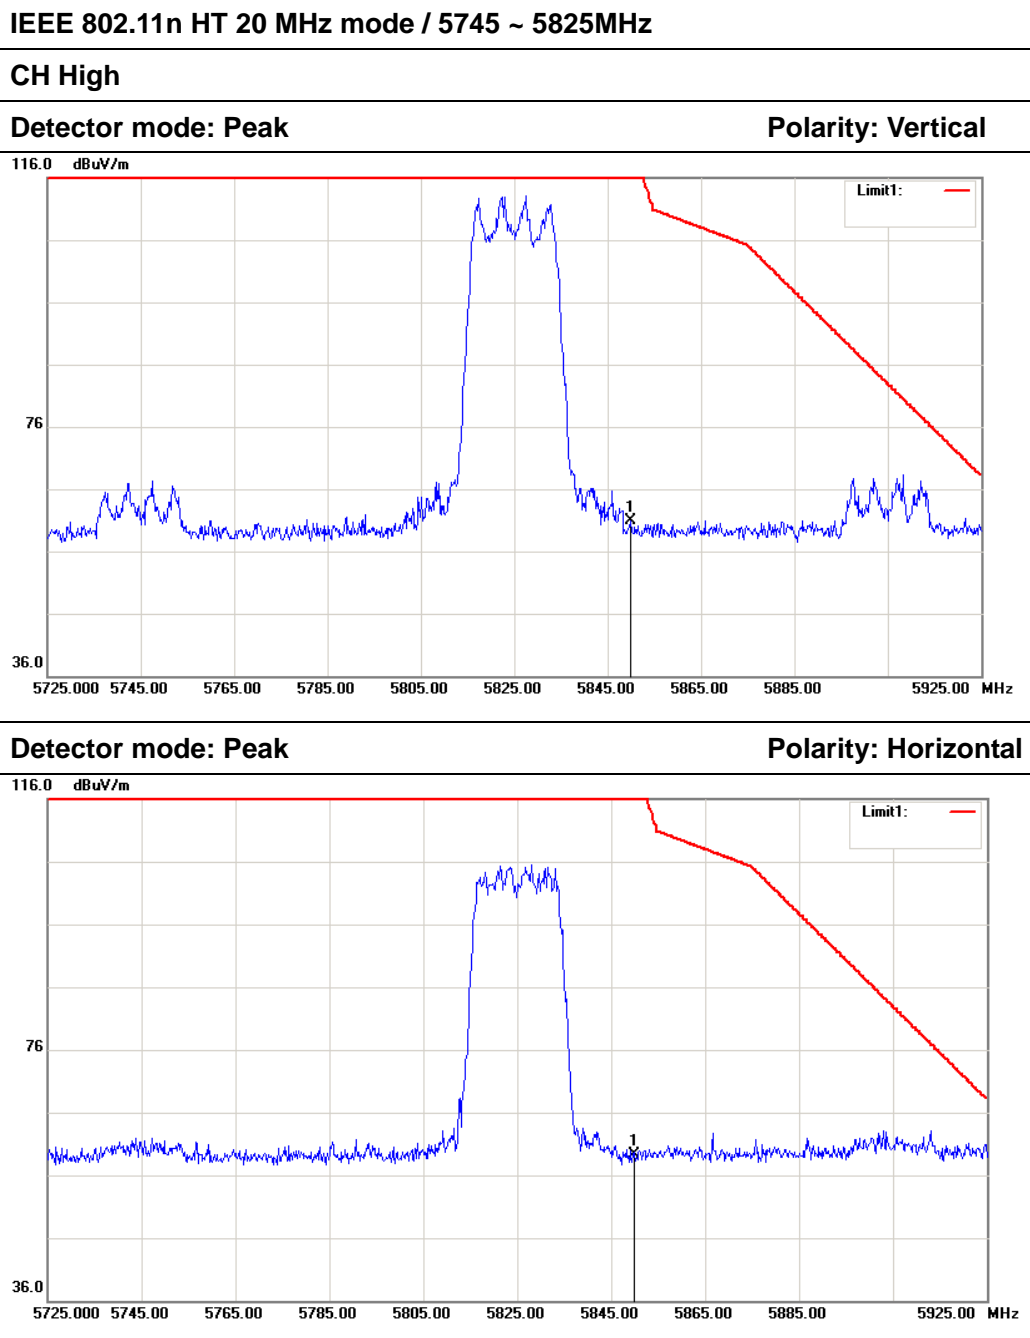 IEEE 802.11n HT 20 MHz mode / 5745 ~ 5825MHz
CH High
Detector mode: Peak Polarity: Vertical
116.0 dBuV/m
Limit1:
76
1
36.0
5725.000 5745.00 5765.00 5785.00 5805.00 5825.00 5845.00 5865.00 5885.00 5925.00 MHz
Detector mode: Peak Polarity: Horizontal
116.0 dBuV/m
Limit1:
76
1
36.0
5725.000 5745.00 5765.00 5785.00 5805.00 5825.00 5845.00 5865.00 5885.00 5925.00 MHz